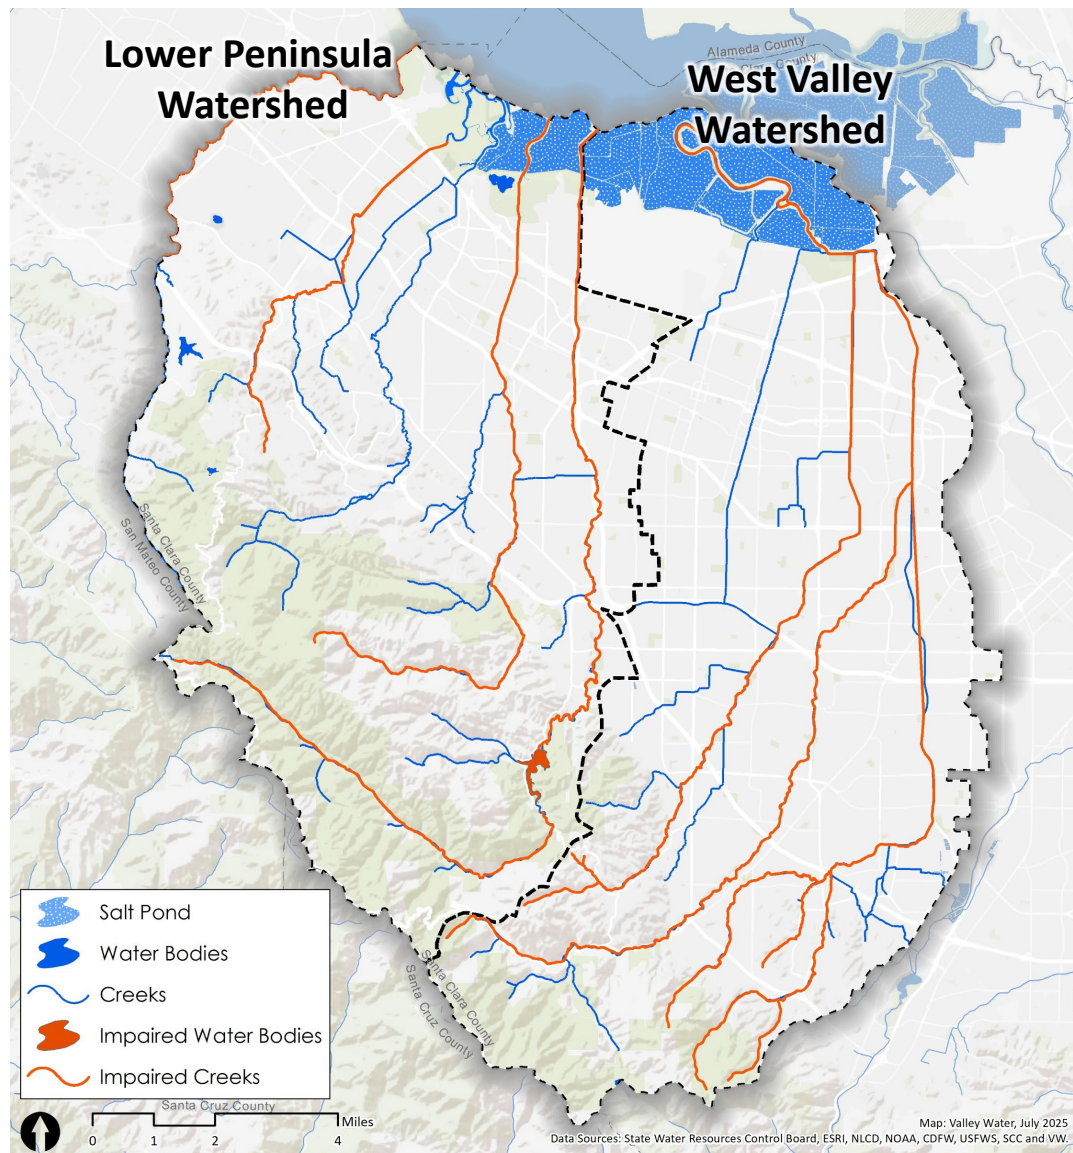 Lower Peninsula
Watershed
Alameda County
Clara County
West Valley
Watershed
Santa Clara County
San Mateo County
Santa Clara County
Santa Cruz County
Salt Pond
Water Bodies
Creeks
Impaired Water Bodies
Impaired Creeks
Santa Cruz County
Miles
0 1 2 4
Map: Valley Water, July 2025
Data Sources: State Water Resources Control Board, ESRI, NLCD, NOAA, CDFW, USFWS, SCC and VW.